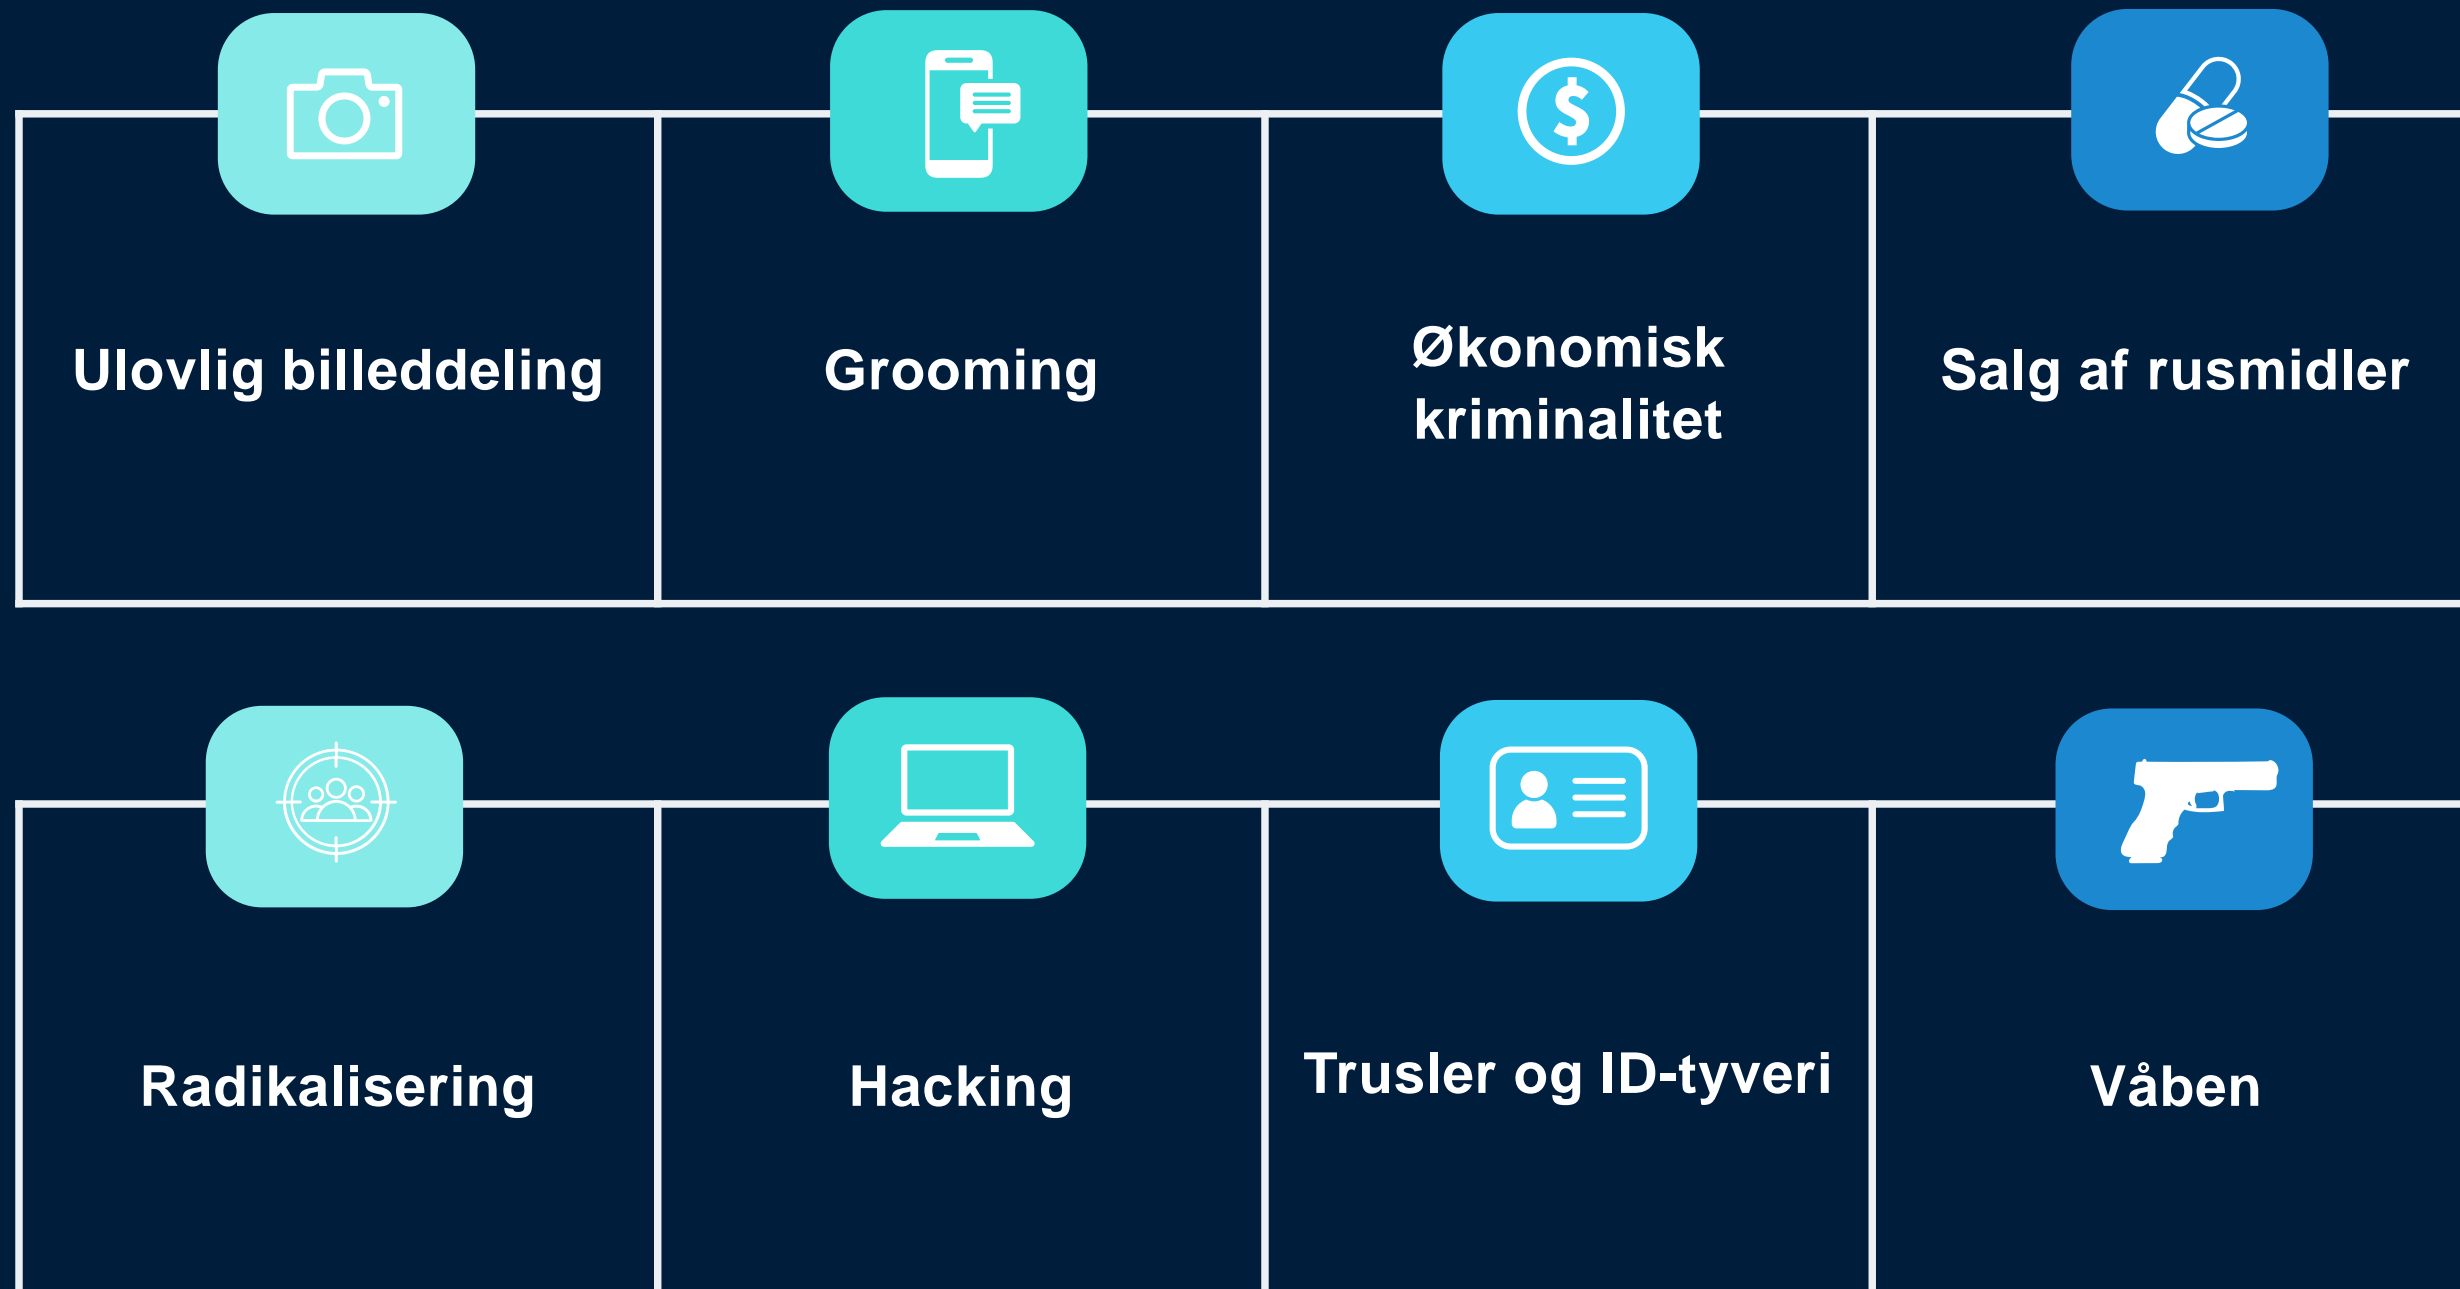 Ulovlig billeddeling
Grooming
Økonomisk
kriminalitet
Salg af rusmidler
Radikalisering
Hacking
Trusler og ID-tyveri
Våben